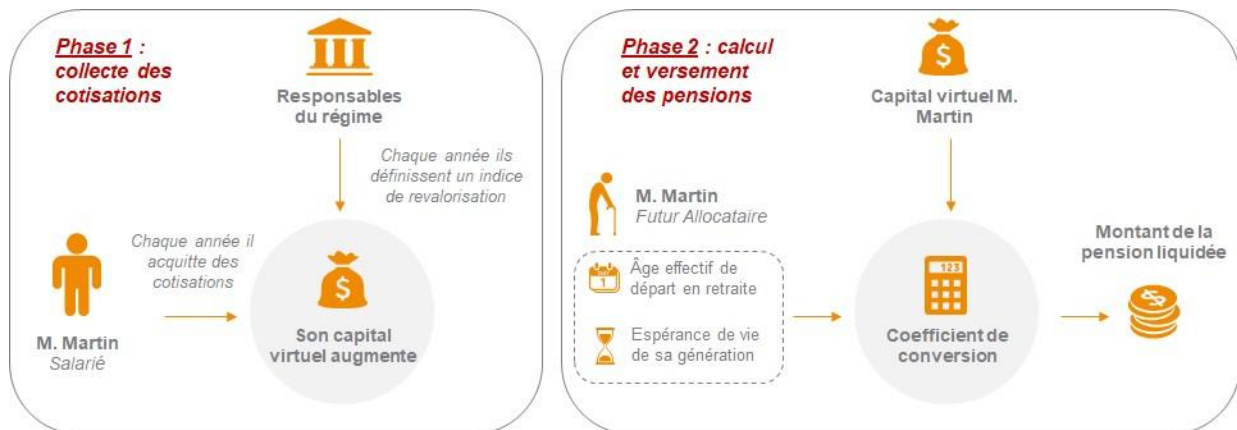 Phase 1 :
collecte des
cotisations
Responsables
du régime
Chaque année ils
définissent un indice
de revalorisation
Chaque année il
acquitte des
cotisations
$
M. Martin
Salarié
Son capital
virtuel augmente
Phase 2 : calcul
et versement
des pensions
$
Capital virtuel M.
Martin
M. Martin
Futur Allocataire
1
Âge effectif de
départ en retraite
Espérance de vie
de sa génération
123
Coefficient de
conversion
Montant de la
pension liquidée
$